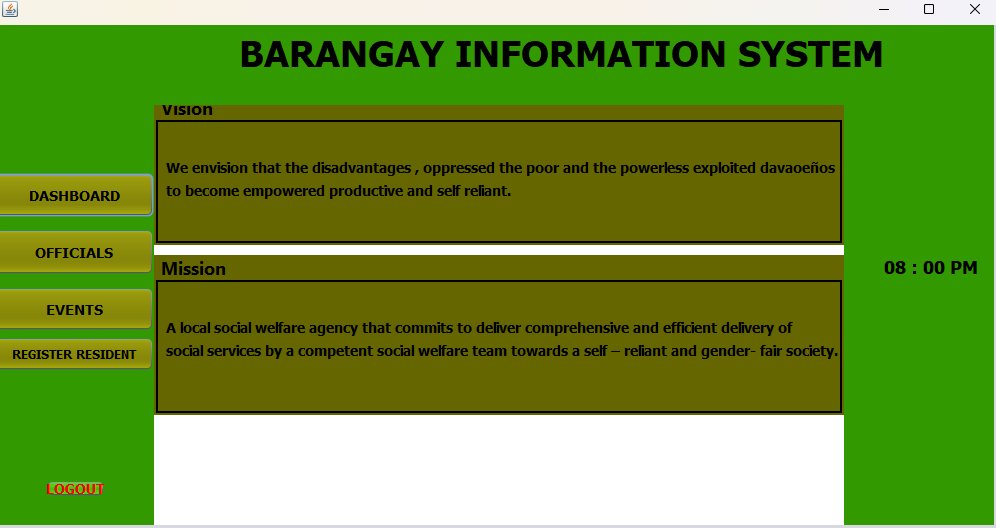 BARANGAY INFORMATION SYSTEM
Vision
We envision that the disadvantages , oppressed the poor and the powerless exploited davaoeños
to become empowered productive and self reliant.
DASHBOARD
OFFICIALS
EVENTS
REGISTER RESIDENT
LOGOUT
Mission
A local social welfare agency that commits to deliver comprehensive and efficient delivery of
social services by a competent social welfare team towards a self – reliant and gender- fair society.
08 : 00 PM